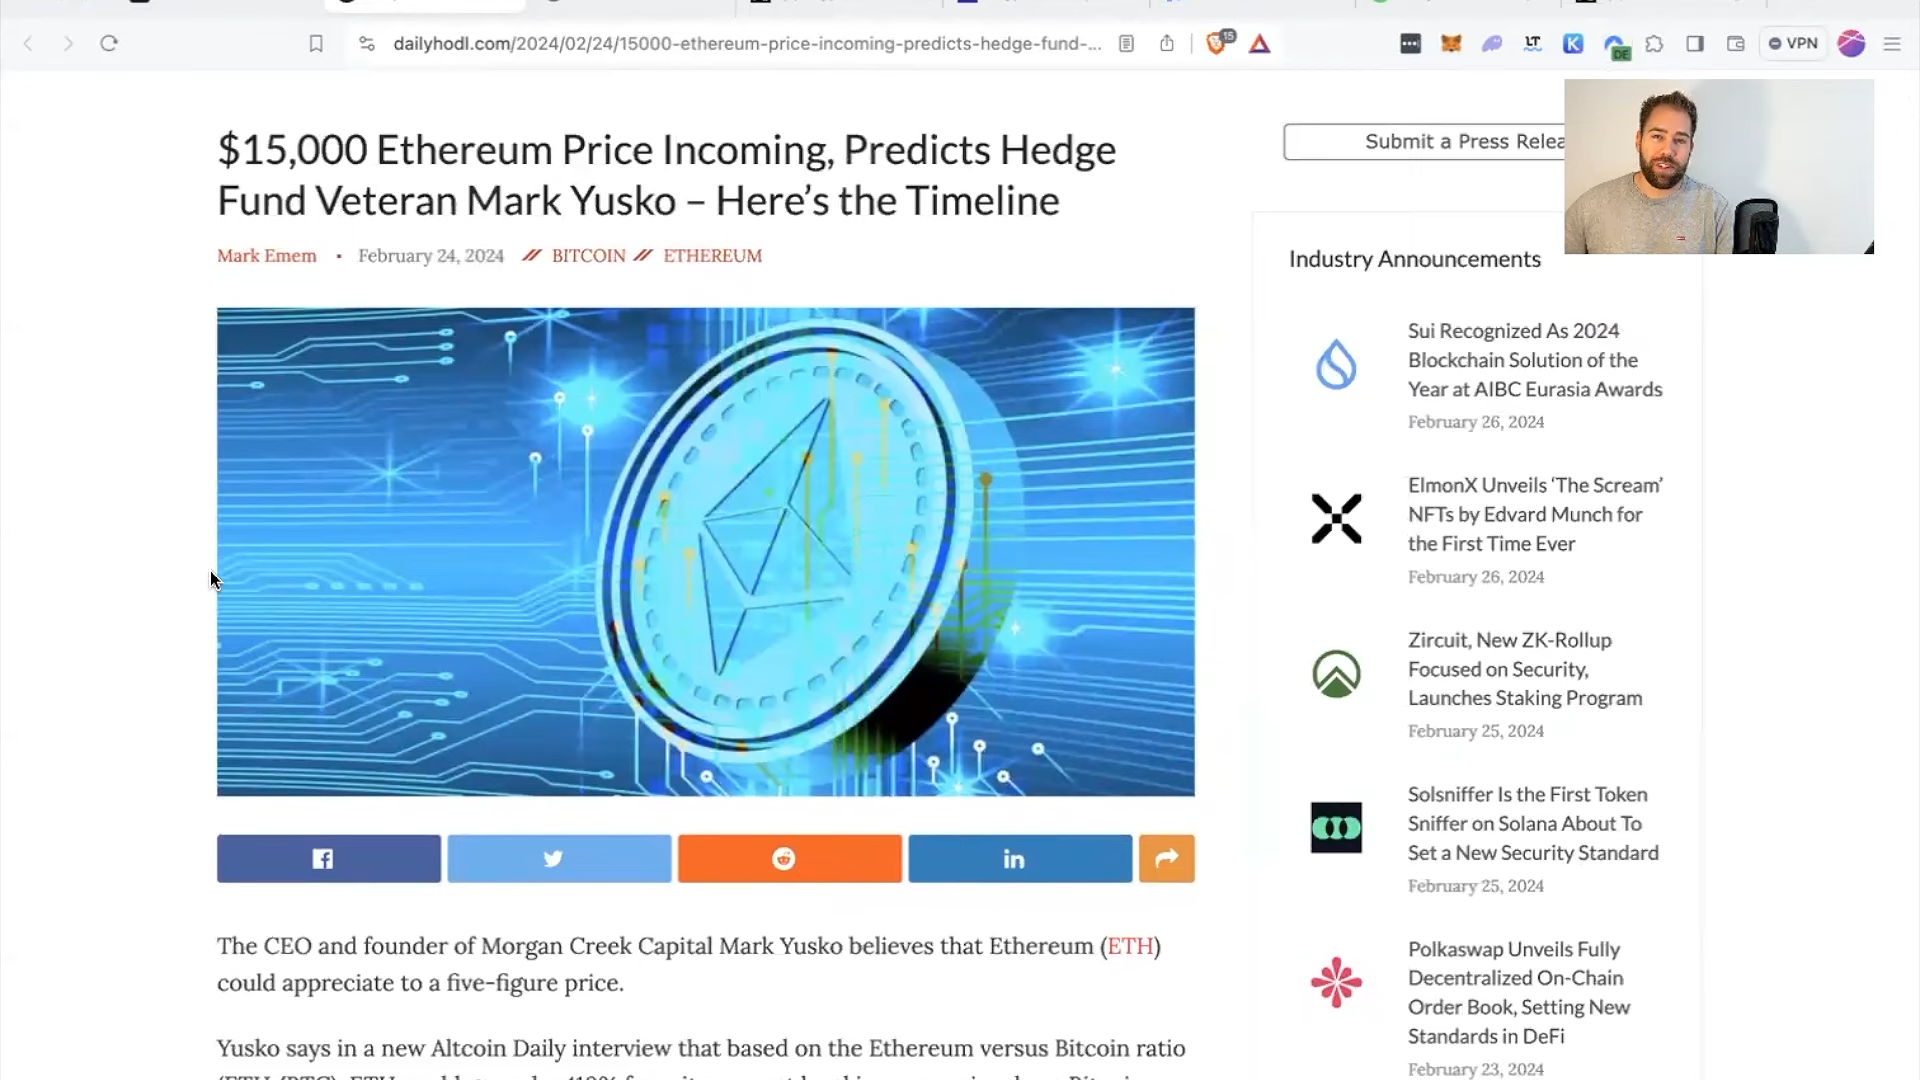 dailyhodl.com/2024/02/24/15000-ethereum-price-incoming-predicts-hedge-fund-...
15
LT
K
DE
VPN
$15,000 Ethereum Price Incoming, Predicts Hedge
Fund Veteran Mark Yusko – Here’s the Timeline
Mark Emem • February 24, 2024 // BITCOIN // ETHEREUM
The CEO and founder of Morgan Creek Capital Mark Yusko believes that Ethereum (ETH)
could appreciate to a five-figure price.
Yusko says in a new Altcoin Daily interview that based on the Ethereum versus Bitcoin ratio
Submit a Press Relea
Industry Announcements
Sui Recognized As 2024
Blockchain Solution of the
Year at AIBC Eurasia Awards
February 26, 2024
ElmonX Unveils ‘The Scream’
NFTs by Edvard Munch for
the First Time Ever
February 26, 2024
Zircuit, New ZK-Rollup
Focused on Security,
Launches Staking Program
February 25, 2024
Solsniffer Is the First Token
Sniffer on Solana About To
Set a New Security Standard
February 25, 2024
Polkaswap Unveils Fully
Decentralized On-Chain
Order Book, Setting New
Standards in DeFi
February 23, 2024